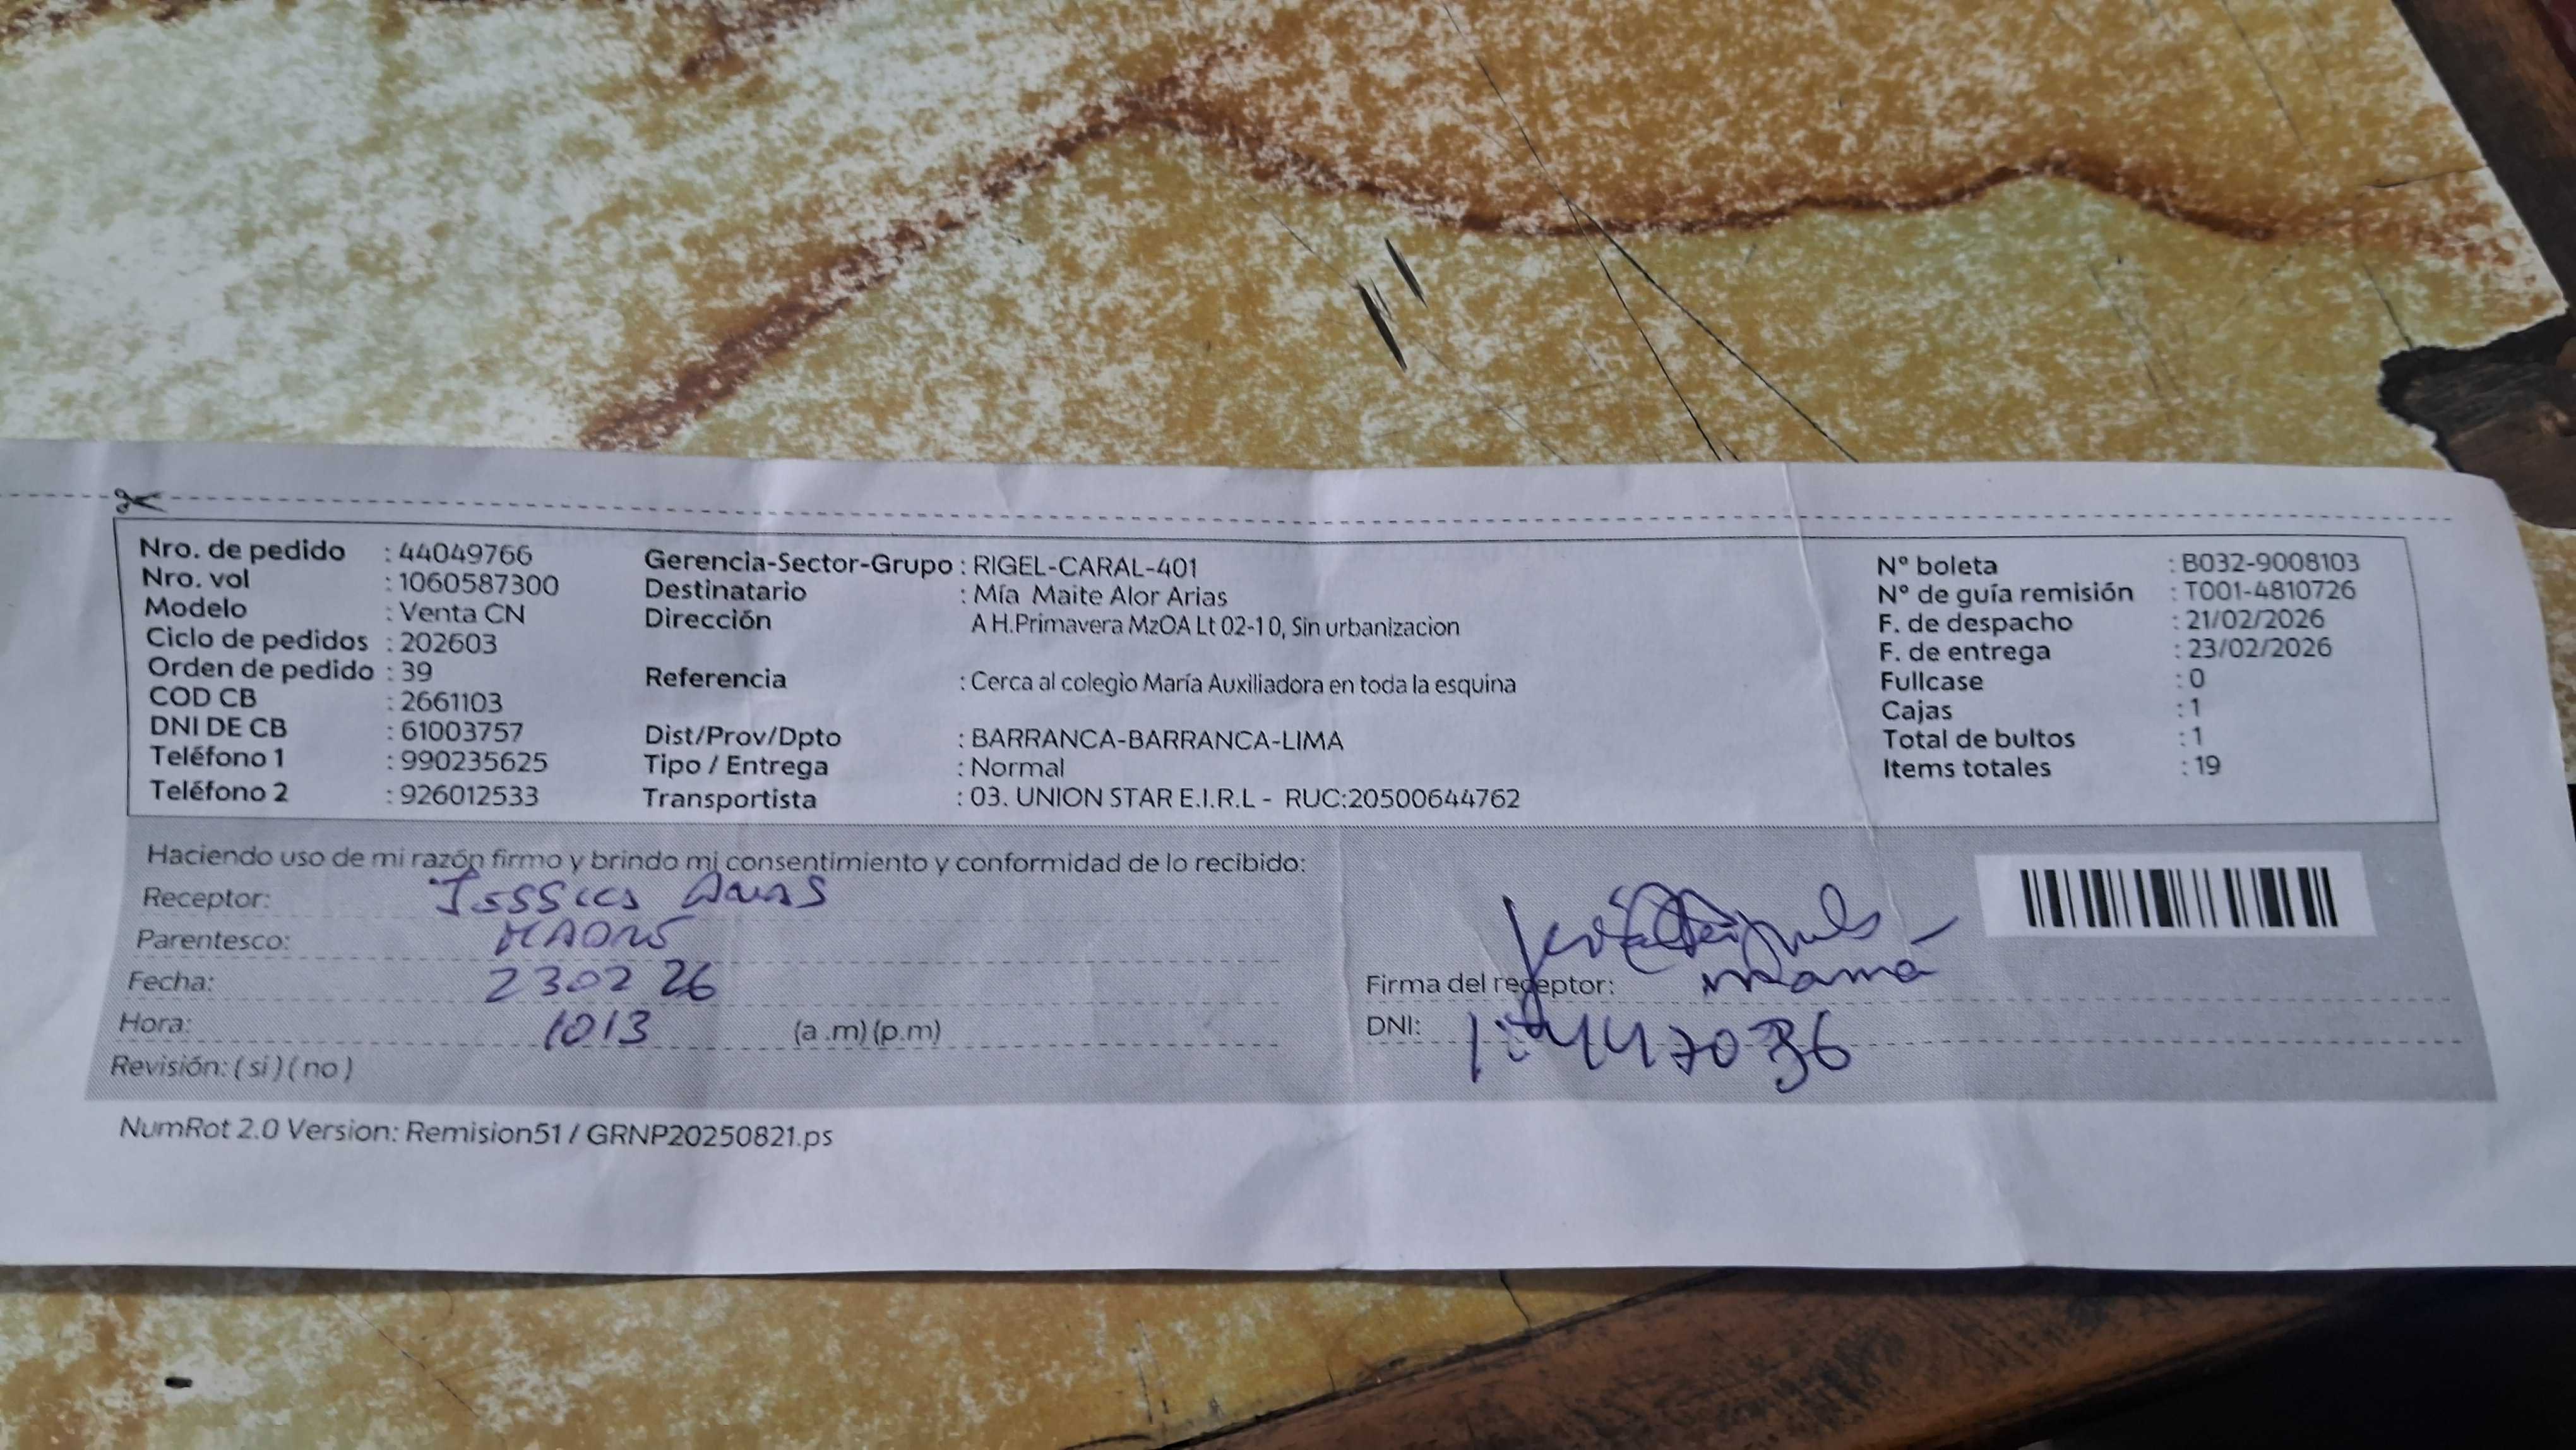 Nro. de pedido : 44049766
Nro. vol : 1060587300
Modelo : Venta CN
Ciclo de pedidos : 202603
Orden de pedido : 39
COD CB : 2661103
DNI DE CB : 61003757
Teléfono 1 : 990235625
Teléfono 2 : 926012533
Gerencia-Sector-Grupo : RIGEL-CARAL-401
Destinatario : Mía Maite Alor Arias
Dirección A H.Primavera MzOA Lt 02-10, Sin urbanizacion
Referencia : Cerca al colegio María Auxiliadora en toda la esquina
Dist/Prov/Dpto : BARRANCA-BARRANCA-LIMA
Tipo / Entrega : Normal
Transportista : 03. UNION STAR E.I.R.L - RUC:20500644762
N° boleta : B032-9008103
N° de guía remisión : T001-4810726
F. de despacho : 21/02/2026
F. de entrega : 23/02/2026
Fullcase : 0
Cajas : 1
Total de bultos : 1
Items totales : 19
Haciendo uso de mi razón firmo y brindo mi consentimiento y conformidad de lo recibido:
Receptor:
Parentesco:
Fecha: 230226
Hora: 1013 (a.m) (p.m)
Revisión: ( si ) ( no )
Firma del receptor: mamá
DNI:
NumRot 2.0 Version: Remision51 / GRNP20250821.ps